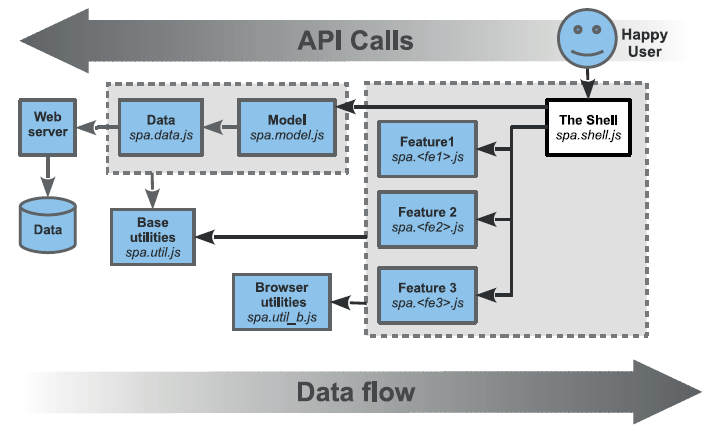 API Calls
Happy
User
Web
server
Data
spa.data.js
Model
spa.model.js
The Shell
spa.shell.js
Feature1
spa.<fe1>.js
Feature 2
spa.<fe2>.js
Data
Base
utilities
spa.util.js
Browser
utilities
spa.util_b.js
Feature 3
spa.<fe3>.js
Data flow